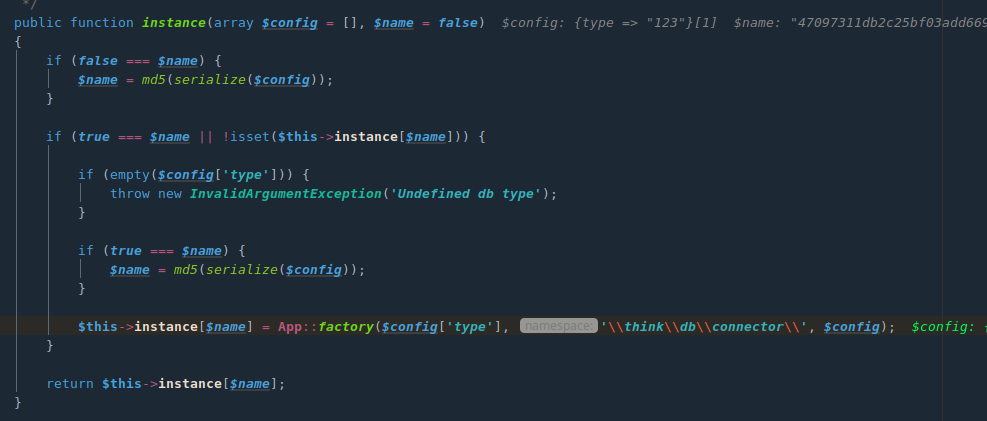 */
public function instance(array $config = [], $name = false)  $config: {type => "123"}[1]  $name: "47097311db2c25bf03add669
{
    if (false === $name) {
        $name = md5(serialize($config));
    }
    if (true === $name || !isset($this->instance[$name])) {
        if (empty($config['type'])) {
            throw new InvalidArgumentException('Undefined db type');
        }
        if (true === $name) {
            $name = md5(serialize($config));
        }
        $this->instance[$name] = App::factory($config['type'], namespace: '\\think\\db\\connector\\', $config);  $config: {
    }
    return $this->instance[$name];
}